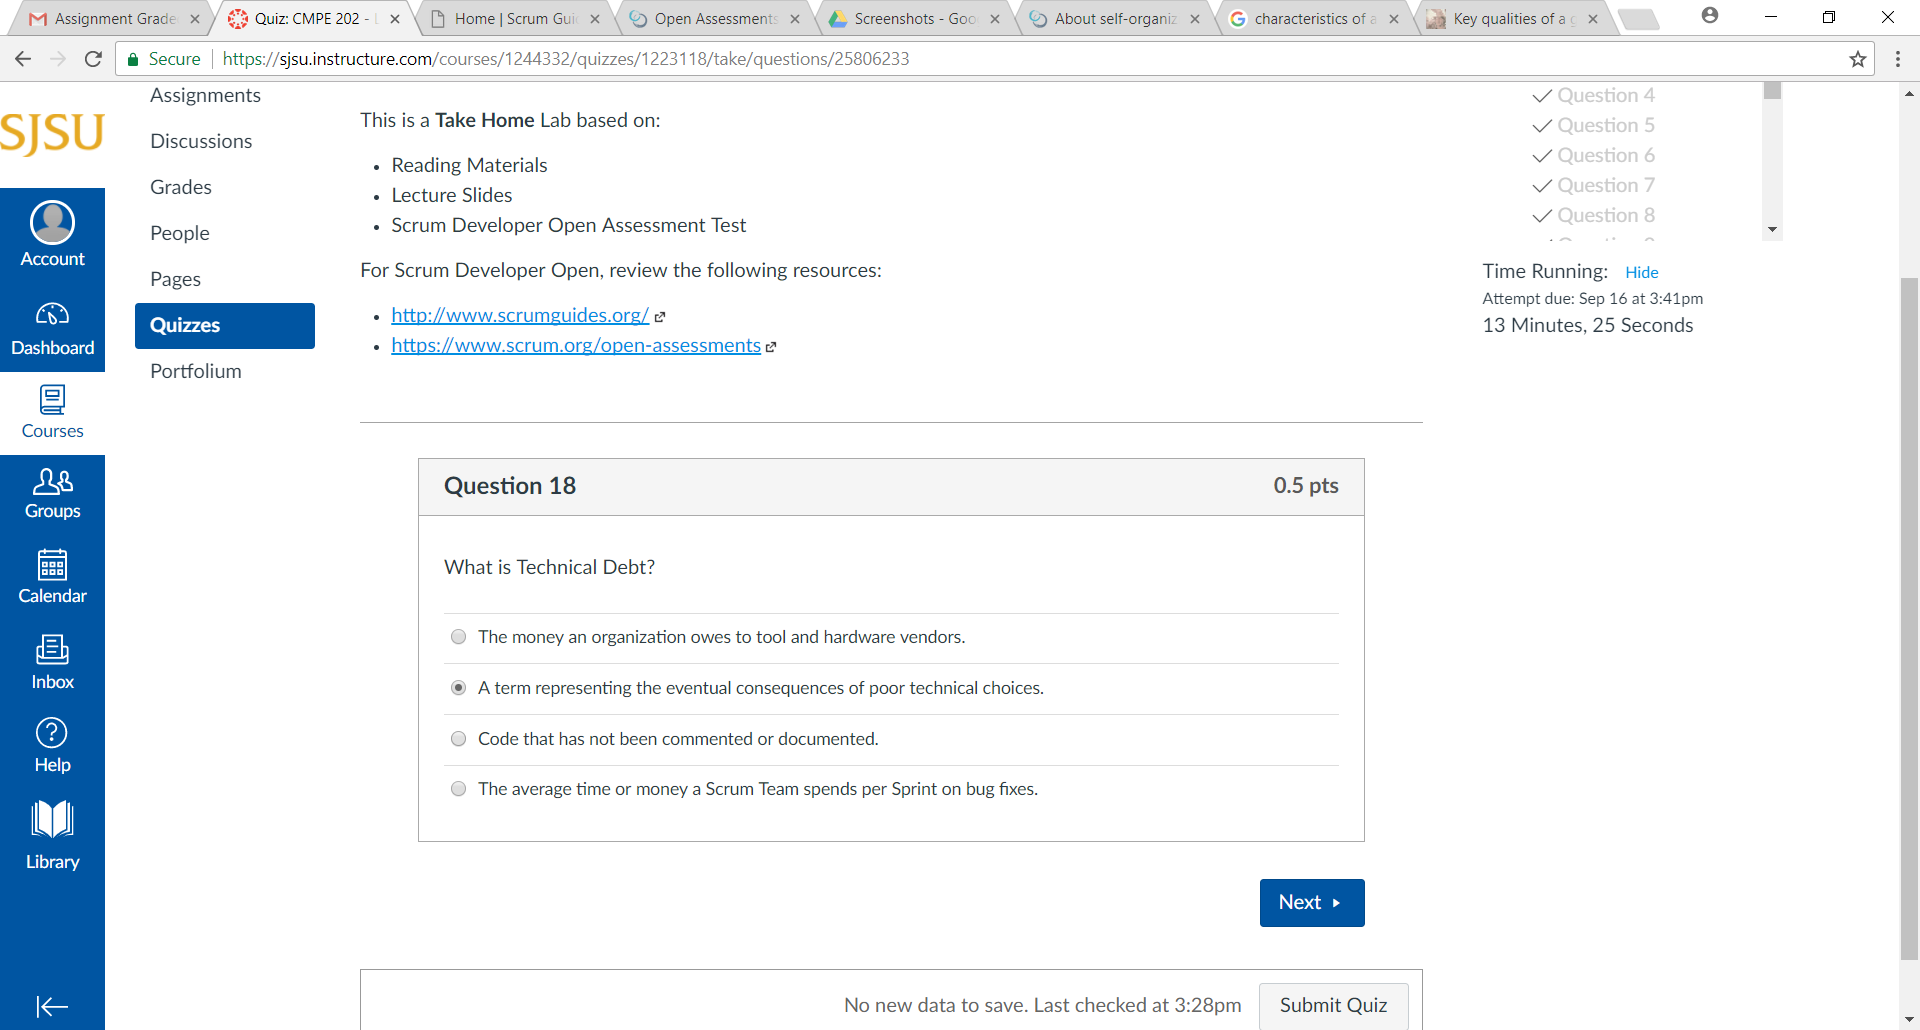 Assignment Grade
Quiz: CMPE 202 -
Home | Scrum Gui
Open Assessments
Screenshots - Goo
About self-organiz
characteristics of a
Key qualities of a g
Secure
https://sjsu.instructure.com/courses/1244332/quizzes/1223118/take/questions/25806233
SJSU
Account
Dashboard
Courses
Groups
Calendar
Inbox
Help
Library
Assignments
Discussions
Grades
People
Pages
Quizzes
Portfolium
This is a Take Home Lab based on:
• Reading Materials
• Lecture Slides
• Scrum Developer Open Assessment Test
For Scrum Developer Open, review the following resources:
• http://www.scrumguides.org/
• https://www.scrum.org/open-assessments
Question 4
Question 5
Question 6
Question 7
Question 8
Time Running: Hide
Attempt due: Sep 16 at 3:41pm
13 Minutes, 25 Seconds
Question 18 0.5 pts
What is Technical Debt?
The money an organization owes to tool and hardware vendors.
A term representing the eventual consequences of poor technical choices.
Code that has not been commented or documented.
The average time or money a Scrum Team spends per Sprint on bug fixes.
Next
No new data to save. Last checked at 3:28pm Submit Quiz